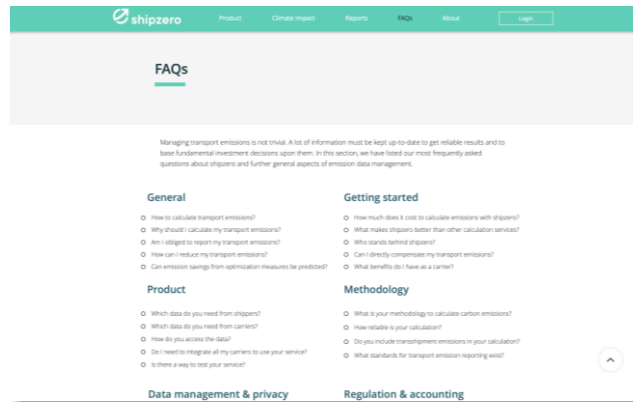 shipzero
Product Climate Impact Reports FAQs About Login
FAQs
Managing transport emissions is not trivial. A lot of information must be kept up-to-date to get reliable results and to
base fundamental investment decisions upon them. In this section, we have listed our most frequently asked
questions about shipzero and further general aspects of emission data management.
General
How to calculate transport emissions?
Why should I calculate my transport emissions?
Am I obliged to report my transport emissions?
How can I reduce my transport emissions?
Can emission savings from optimization measures be predicted?
Getting started
How much does it cost to calculate emissions with shipzero?
What makes shipzero better than other calculation services?
Who stands behind shipzero?
Can I directly compensate my transport emissions?
What benefits do I have as a carrier?
Product
Which data do you need from shippers?
Which data do you need from carriers?
How do you access the data?
Do I need to integrate all my carriers to use your service?
Is there a way to test your service?
Methodology
What is your methodology to calculate carbon emissions?
How reliable is your calculation?
Do you include transshipment emissions in your calculation?
What standards for transport emission reporting exist?
Data management & privacy
Regulation & accounting